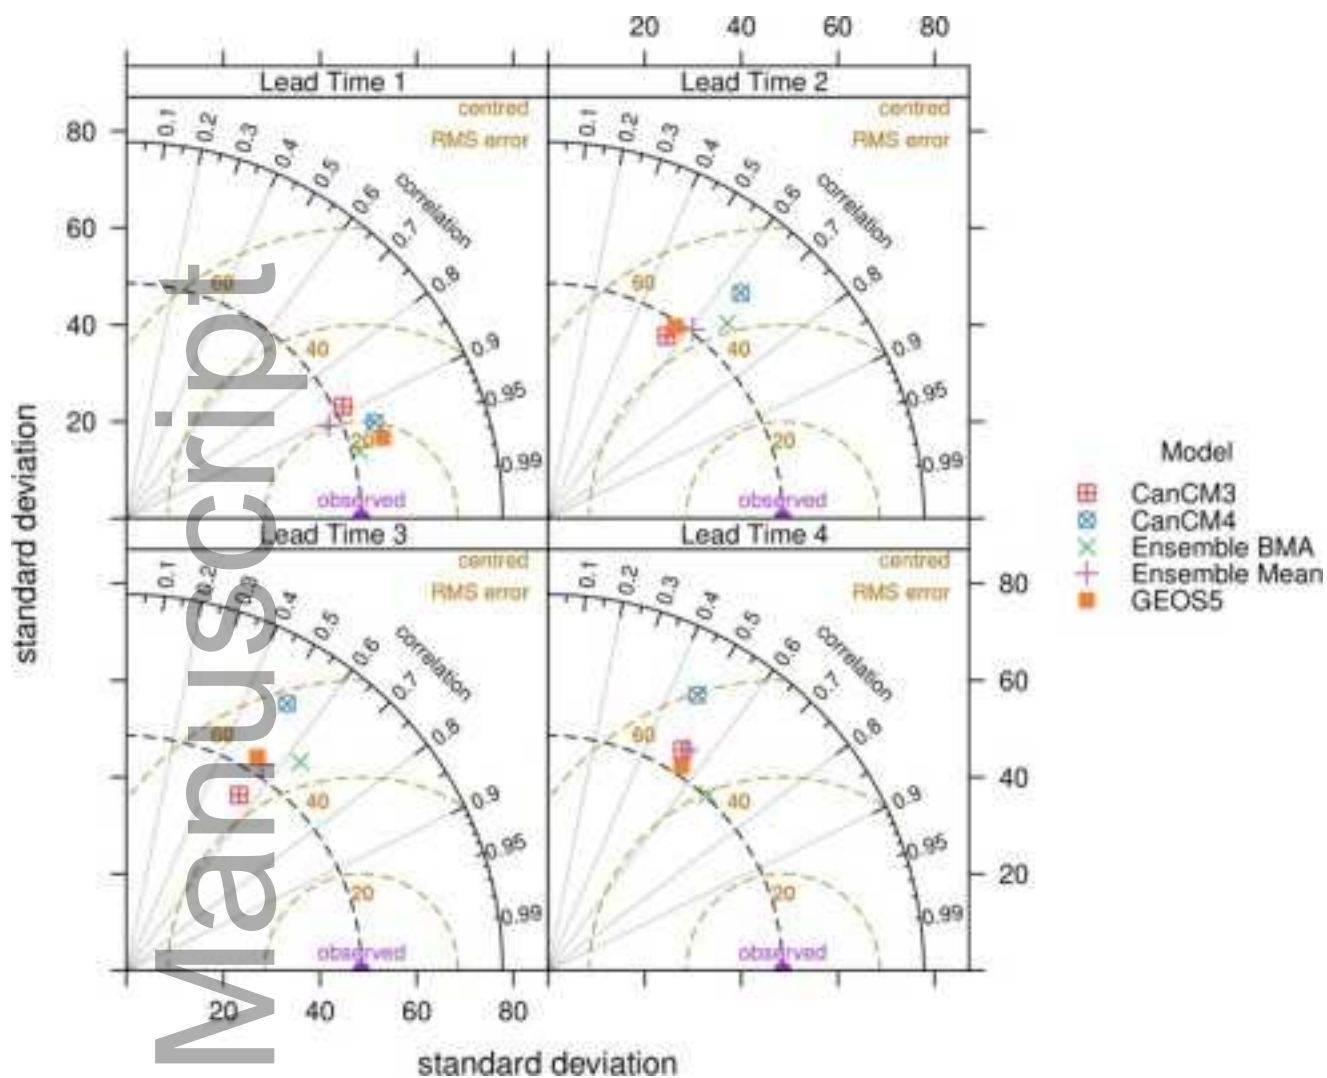 20 40 60 80
Lead Time 1
centred
RMS error
80
60
40
20
0.1 0.2 0.3 0.4 0.5 0.6 0.7 0.8 0.9 0.95 0.99
correlation
60
40
20
observed
Lead Time 2
centred
RMS error
0.1 0.2 0.3 0.4 0.5 0.6 0.7 0.8 0.9 0.95 0.99
correlation
60
40
20
observed
Lead Time 3
centred
RMS error
0.1 0.2 0.3 0.4 0.5 0.6 0.7 0.8 0.9 0.95 0.99
correlation
60
40
20
observed
20 40 60 80
Lead Time 4
centred
RMS error
0.1 0.2 0.3 0.4 0.5 0.6 0.7 0.8 0.9 0.95 0.99
correlation
60
40
20
observed
80
60
40
20
standard deviation
standard deviation
Model
CanCM3
CanCM4
Ensemble BMA
Ensemble Mean
GEOS5
Manuscript